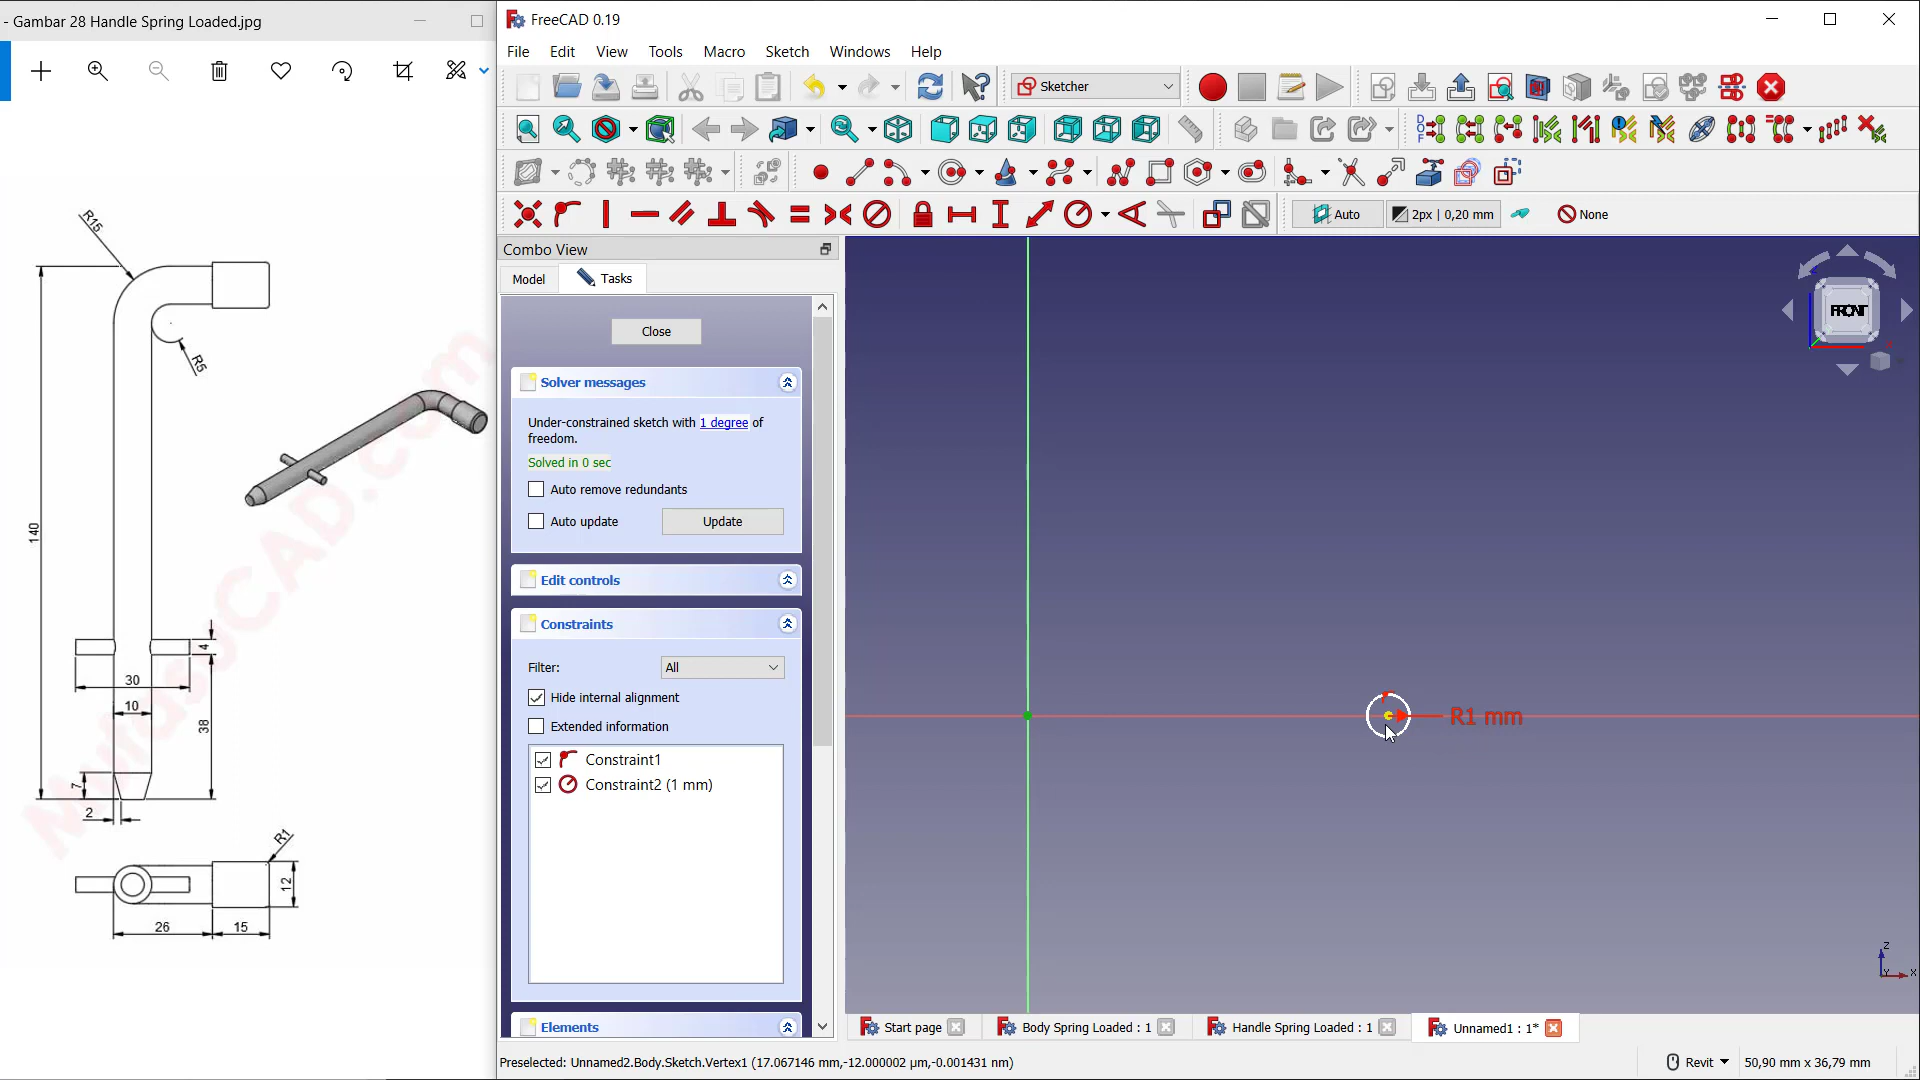 - Gambar 28 Handle Spring Loaded.jpg
FreeCAD 0.19
File Edit View Tools Macro Sketch Windows Help
Sketcher
Auto
2px | 0,20 mm
None
Combo View
Model
Tasks
Close
Solver messages
Under-constrained sketch with 1 degree of
freedom.
Solved in 0 sec
Auto remove redundants
Auto update
Update
Edit controls
Constraints
Filter:
All
Hide internal alignment
Extended information
Constraint1
Constraint2 (1 mm)
Elements
R15
R5
140
4
30
10
38
7
2
R1
12
26
15
MufasuCAD.com
FRONT
R1 mm
Z
X
Y
Start page
Body Spring Loaded : 1
Handle Spring Loaded : 1
Unnamed1 : 1*
Preselected: Unnamed2.Body.Sketch.Vertex1 (17.067146 mm,-12.000002 µm,-0.001431 nm)
Revit
50,90 mm x 36,79 mm